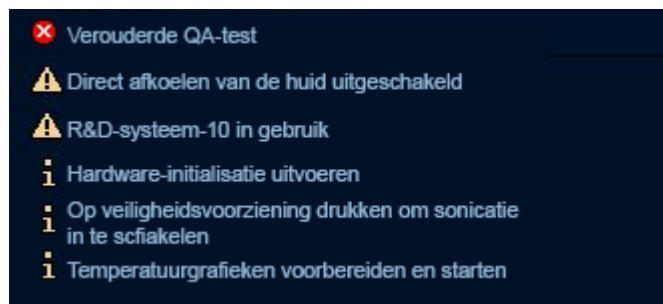 Verouderde QA-test
Direct afkoelen van de huid uitgeschakeld
R&D-systeem-10 in gebruik
Hardware-initialisatie uitvoeren
Op veiligheidsvoorziening drukken om sonicatie
in te scfiakelen
Temperatuurgrafieken voorbereiden en starten